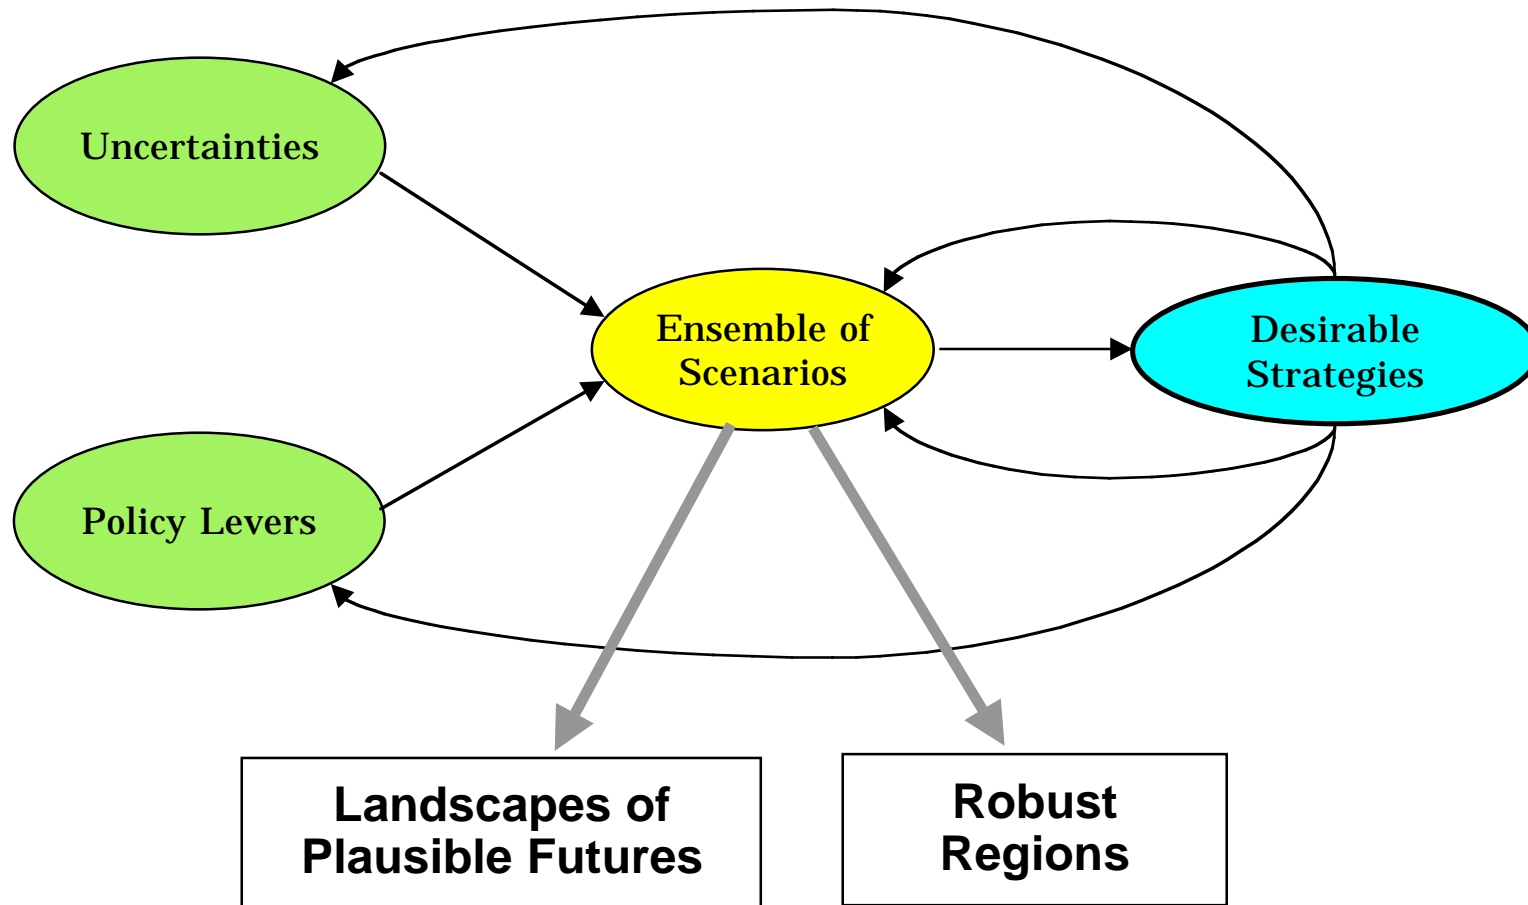 Uncertainties
Ensemble of
Scenarios
Desirable
Strategies
Policy Levers
Landscapes of
Plausible Futures
Robust
Regions